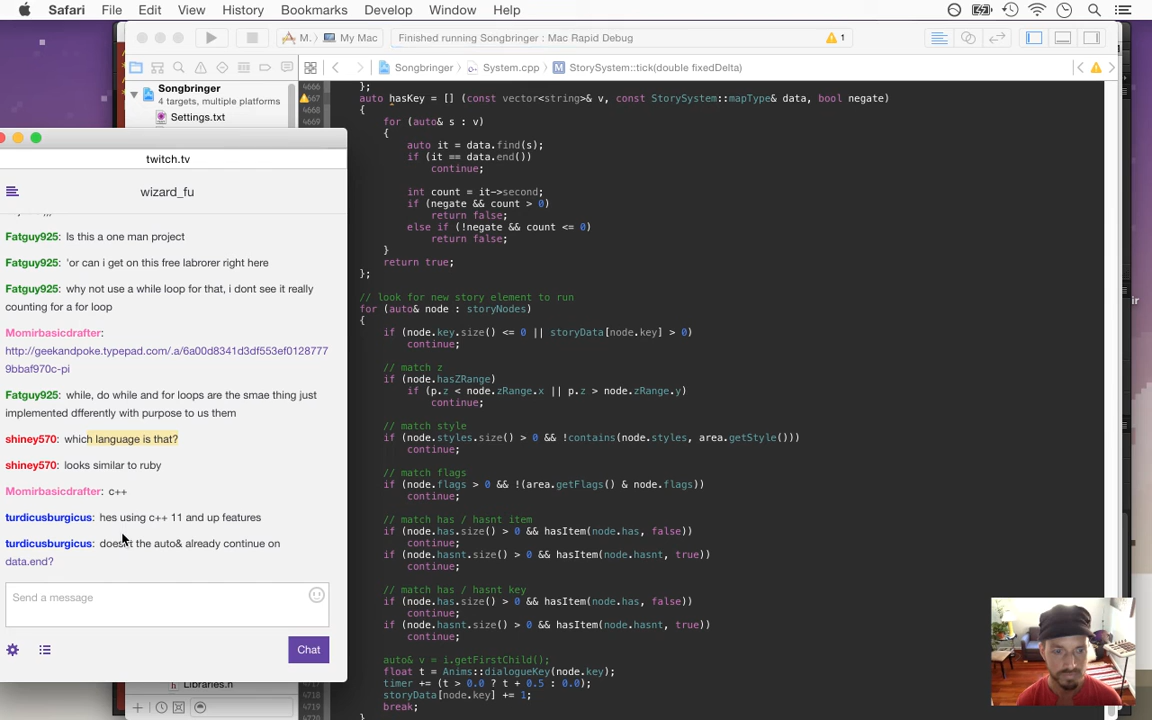 Safari File Edit View History Bookmarks Develop Window Help
M. My Mac Finished running Songbringer : Mac Rapid Debug 1
Songbringer System.cpp StorySystem::tick(double fixedDelta)
Songbringer
4 targets, multiple platforms
Settings.txt
twitch.tv
wizard_fu
Fatguy925: Is this a one man project
Fatguy925: 'or can i get on this free labrorer right here
Fatguy925: why not use a while loop for that, i dont see it really
counting for a for loop
Momirbasicdrafter:
http://geekandpoke.typepad.com/.a/6a00d8341d3df553ef0128777
9bbaf970c-pi
Fatguy925: while, do while and for loops are the smae thing just
implemented dfferently with purpose to us them
shiney570: which language is that?
shiney570: looks similar to ruby
Momirbasicdrafter: c++
turdicusburgicus: hes using c++ 11 and up features
turdicusburgicus: doesnt the auto& already continue on
data.end?
Send a message
Chat
Libraries.h
4666 };
auto hasKey = [] (const vector<string>& v, const StorySystem::mapType& data, bool negate)
4668 {
4669 for (auto& s : v)
{
auto it = data.find(s);
if (it == data.end())
continue;
int count = it->second;
if (negate && count > 0)
return false;
else if (!negate && count <= 0)
return false;
}
return true;
};
// look for new story element to run
for (auto& node : storyNodes)
{
if (node.key.size() <= 0 || storyData[node.key] > 0)
continue;
// match z
if (node.hasZRange)
if (p.z < node.zRange.x || p.z > node.zRange.y)
continue;
// match style
if (node.styles.size() > 0 && !contains(node.styles, area.getStyle()))
continue;
// match flags
if (node.flags > 0 && !(area.getFlags() & node.flags))
continue;
// match has / hasnt item
if (node.has.size() > 0 && hasItem(node.has, false))
continue;
if (node.hasnt.size() > 0 && hasItem(node.hasnt, true))
continue;
// match has / hasnt key
if (node.has.size() > 0 && hasItem(node.has, false))
continue;
if (node.hasnt.size() > 0 && hasItem(node.hasnt, true))
continue;
auto& v = i.getFirstChild();
float t = Anims::dialogueKey(node.key);
timer += (t > 0.0 ? t + 0.5 : 0.0);
4718 storyData[node.key] += 1;
4719 break;
4720 }